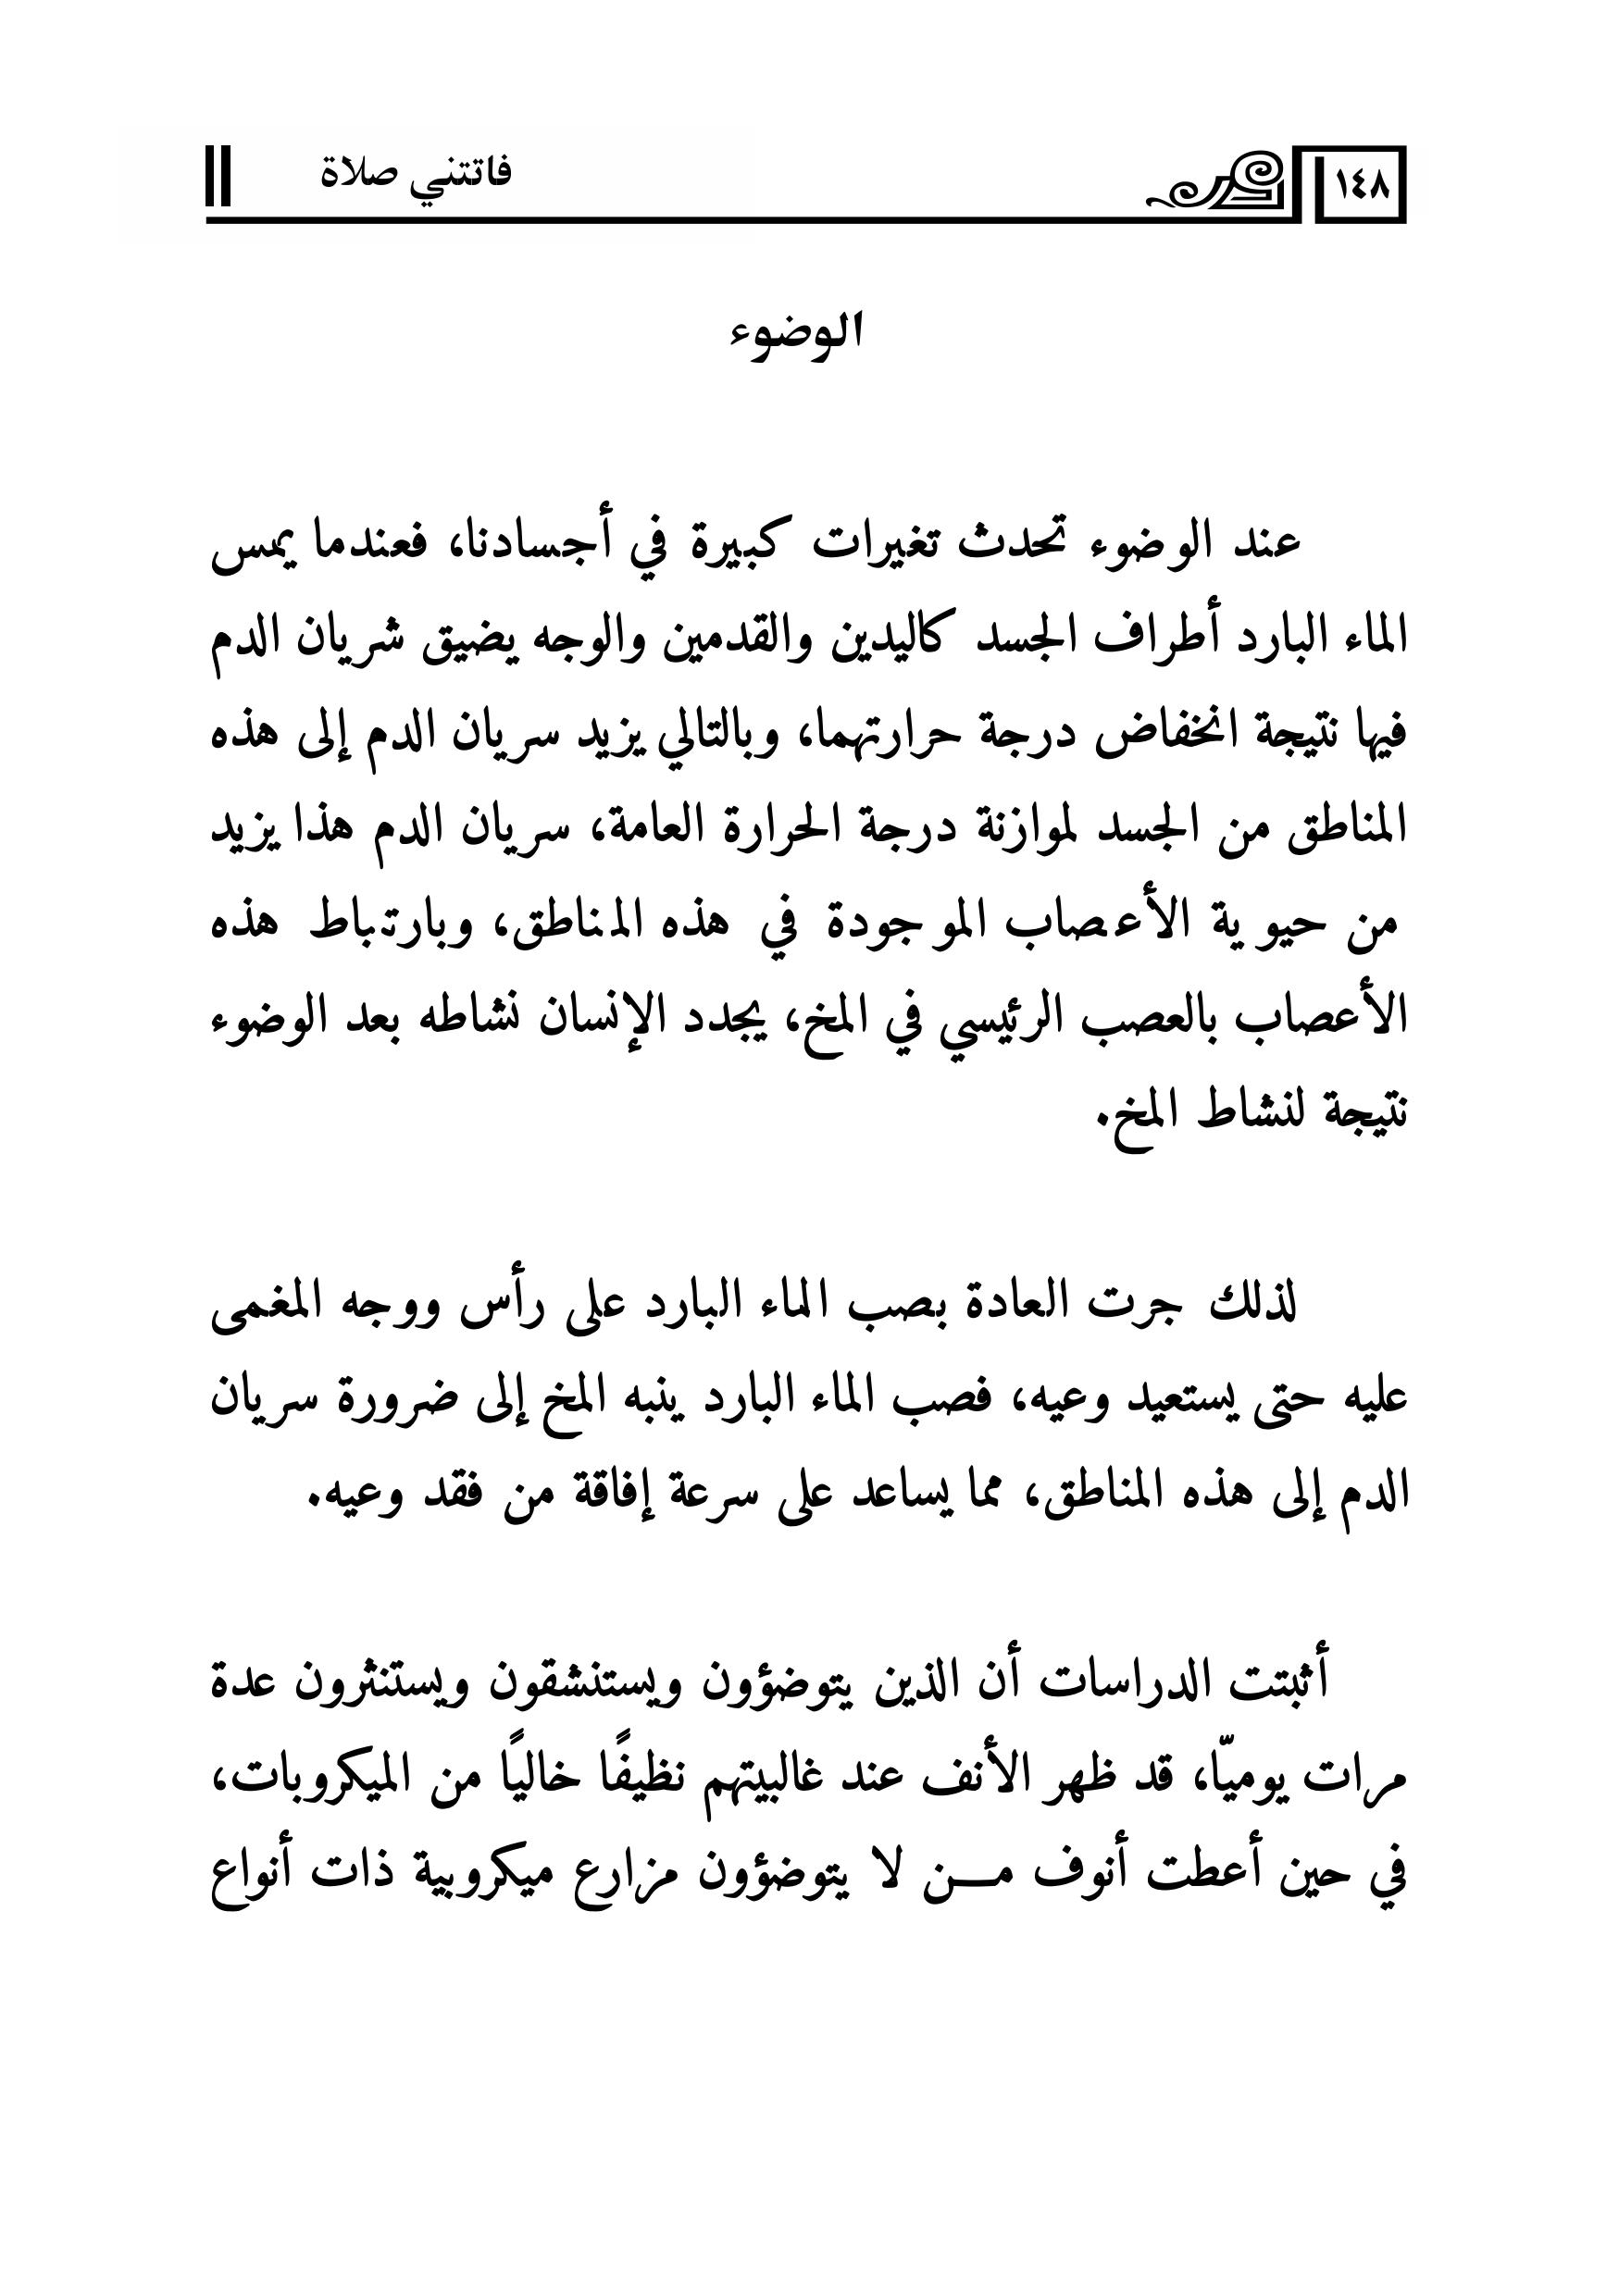 ١٤٨
فاتتني صلاة
الوضوء
عند الوضوء تحدث تغيرات كبيرة في أجسادنا، فعندما يمس
الماء البارد أطراف الجسد كاليدين والقدمين والوجه يضيق شريان الدم
فيها نتيجة انخفاض درجة حرارتهما، وبالتالي يزيد سريان الدم إلى هذه
المناطق من الجسد لموازنة درجة الحرارة العامة، سريان الدم هذا يزيد
من حيوية الأعصاب الموجودة في هذه المناطق، وبارتباط هذه
الأعصاب بالعصب الرئيسي في المخ، يجدد الإنسان نشاطه بعد الوضوء
نتيجة لنشاط المخ.
لذلك جرت العادة بصب الماء البارد على رأس ووجه المغمى
عليه حتى يستعيد وعيه، فصب الماء البارد ينبه المخ إلى ضرورة سريان
الدم إلى هذه المناطق، مما يساعد على سرعة إفاقة من فقد وعيه.
أثبتت الدراسات أن الذين يتوضؤون ويستنشقون ويستنثرون عدة
مرات يوميّا، قد ظهر الأنف عند غالبيتهم نظيفًا خاليًا من الميكروبات،
في حين أعطت أنوف مـــن لا يتوضؤون مزارع ميكروبية ذات أنواع